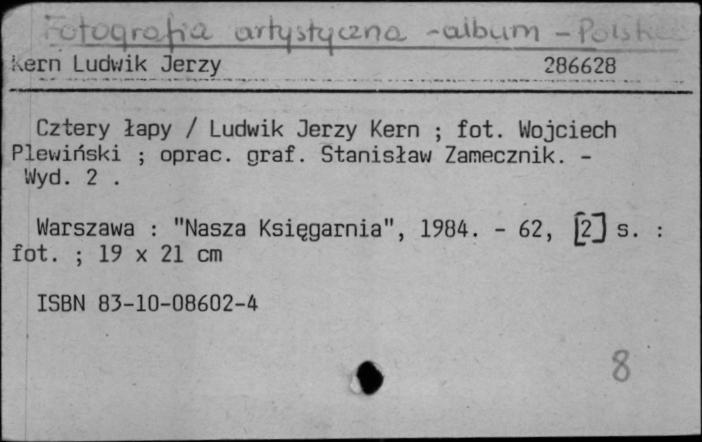 Fotografia artystyczna - album - Polska
Kern Ludwik Jerzy 286628
Cztery łapy / Ludwik Jerzy Kern ; fot. Wojciech
Plewiński ; oprac. graf. Stanisław Zamecznik. -
Wyd. 2 .
Warszawa : "Nasza Księgarnia", 1984. - 62, [2] s. :
fot. ; 19 x 21 cm
ISBN 83-10-08602-4
8